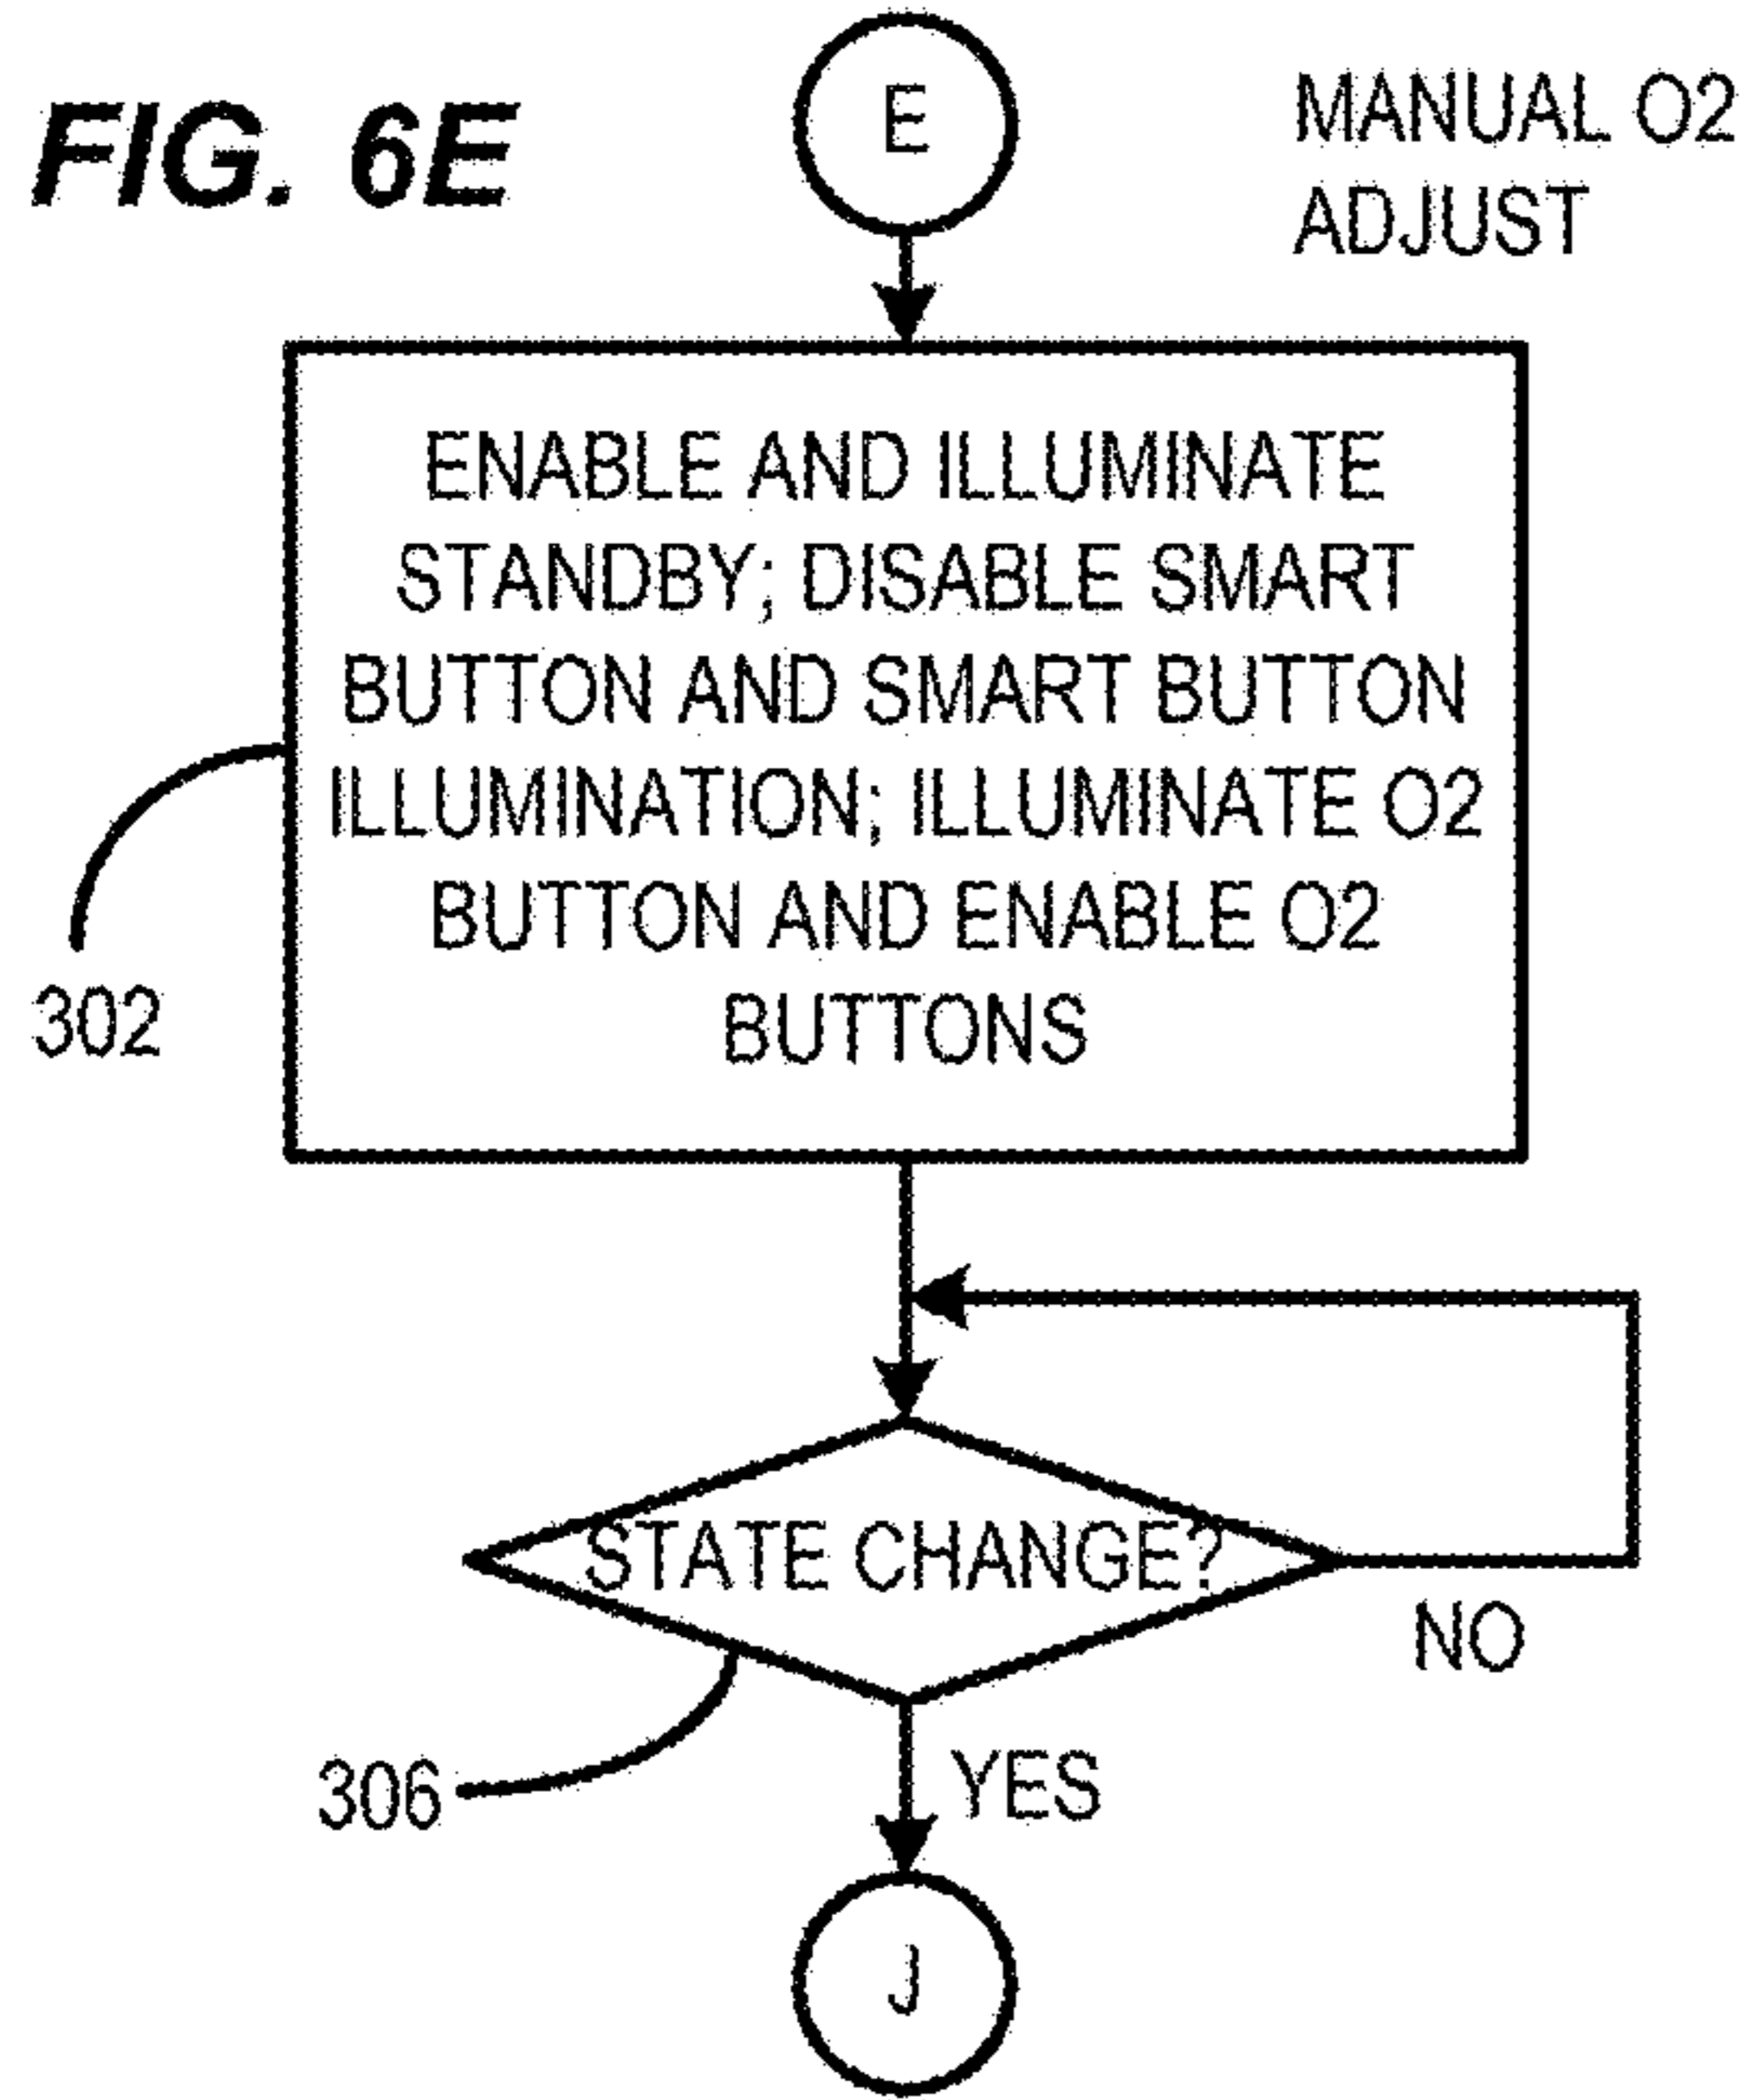 FIG. 6E
E
MANUAL O2
ADJUST
ENABLE AND ILLUMINATE
STANDBY; DISABLE SMART
BUTTON AND SMART BUTTON
ILLUMINATION; ILLUMINATE O2
BUTTON AND ENABLE O2
BUTTONS
302
STATE CHANGE?
NO
306
YES
J